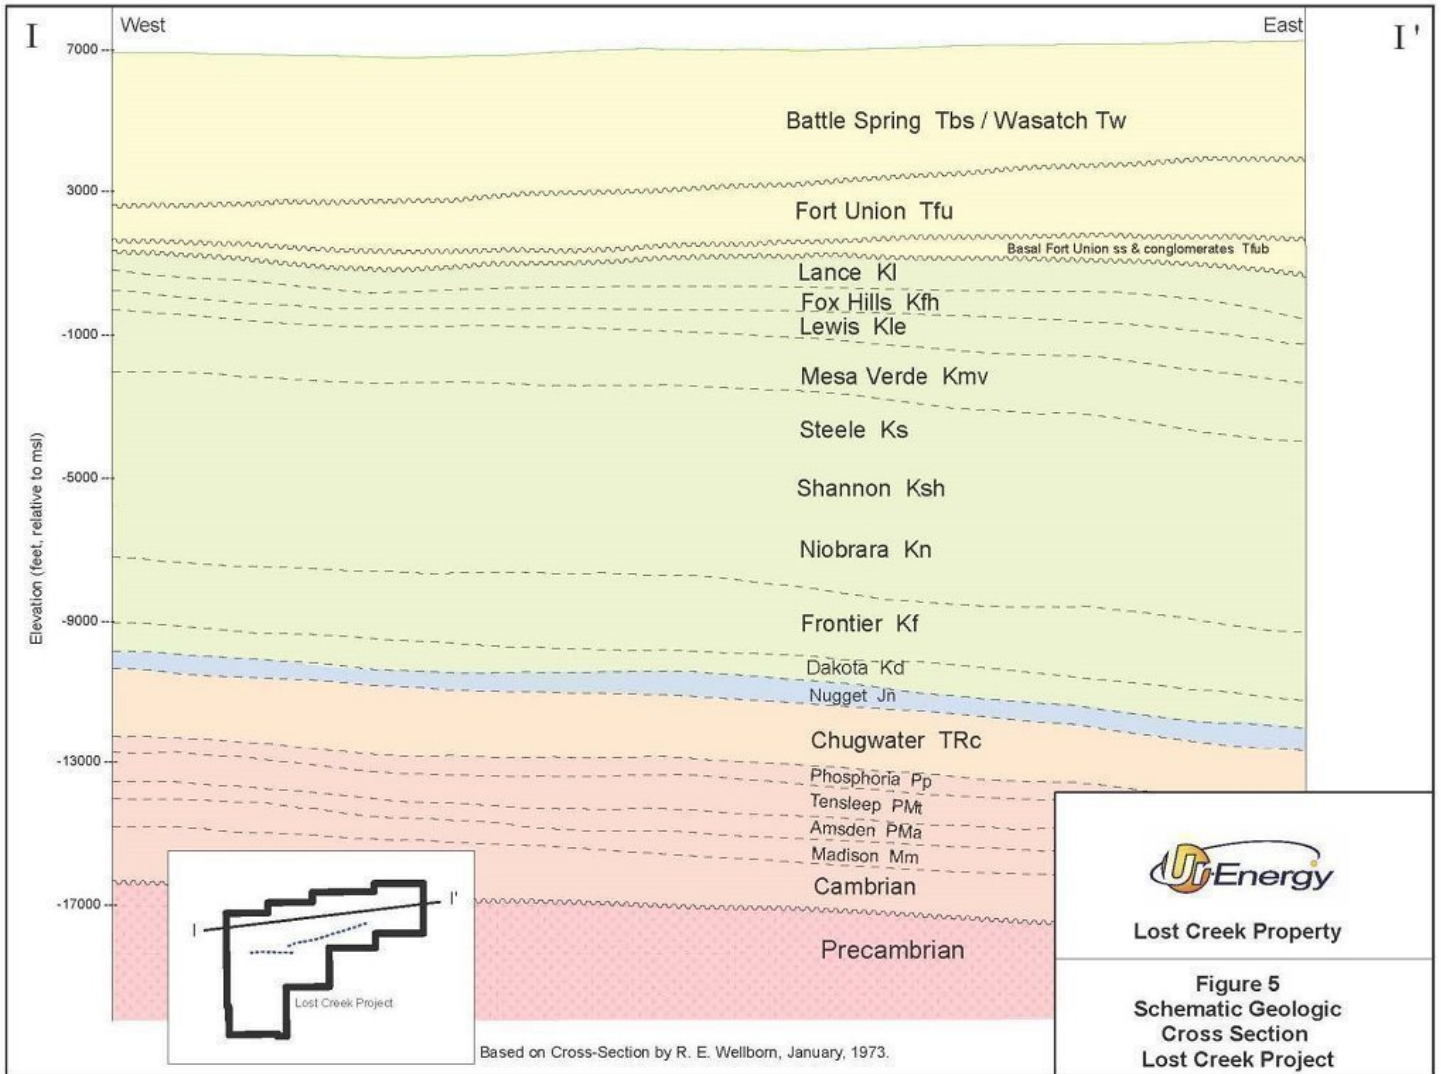 I
West
East
I'
7000
Battle Spring Tbs / Wasatch Tw
3000
Fort Union Tfu
Basal Fort Union ss & conglomerates Tfub
Lance Kl
Fox Hills Kfh
Lewis Kle
-1000
Mesa Verde Kmv
Steele Ks
-5000
Shannon Ksh
Niobrara Kn
Elevation (feet, relative to msl)
-9000
Frontier Kf
Dakota Kd
Nugget Jn
Chugwater TRc
-13000
Phosphoria Pp
Tensleep PMt
Amsden PMa
Madison Mm
Cambrian
-17000
Precambrian
I
I'
Lost Creek Project
Ur-Energy
Lost Creek Property
Figure 5
Schematic Geologic
Cross Section
Lost Creek Project
Based on Cross-Section by R. E. Wellborn, January, 1973.